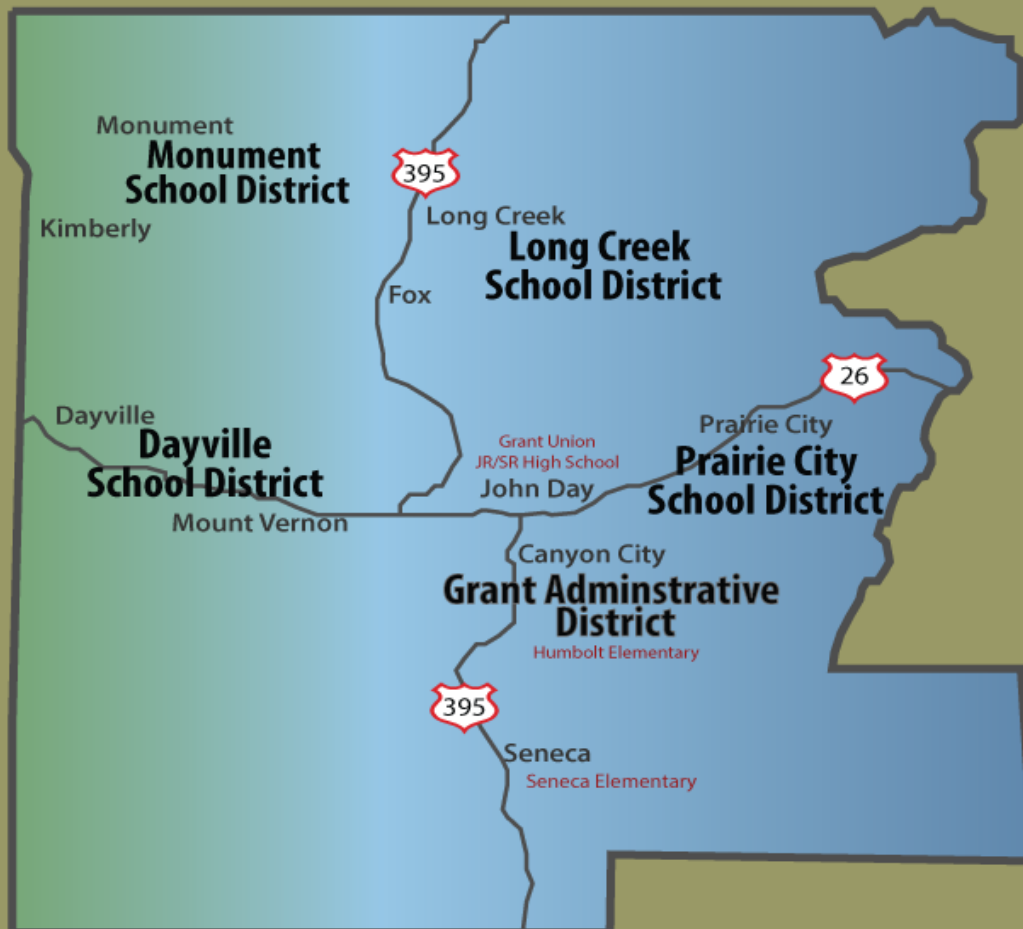 Monument
Monument
School District
395
Kimberly
Long Creek
Long Creek
School District
Fox
26
Dayville
Dayville
School District
Prairie City
Prairie City
School District
Grant Union
JR/SR High School
John Day
Mount Vernon
Canyon City
Grant Adminstrative
District
Humbolt Elementary
395
Seneca
Seneca Elementary